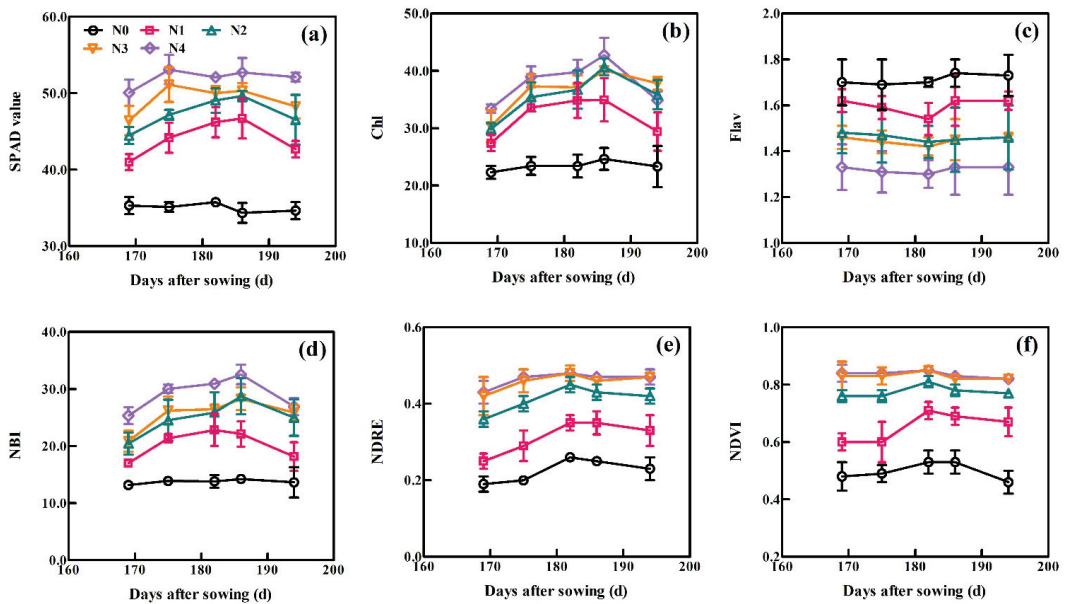 60.0
50.0
40.0
30.0
SPAD value
N0 N1 N2
N3 N4
(a)
160 170 180 190 200
Days after sowing (d)
50.0
40.0
30.0
20.0
10.0
Chl
(b)
160 170 180 190 200
Days after sowing (d)
2.0
1.8
1.6
1.4
1.2
1.0
Flav
(c)
160 170 180 190 200
Days after sowing (d)
40.0
30.0
20.0
10.0
0.0
NBI
(d)
160 170 180 190 200
Days after sowing (d)
0.6
0.4
0.2
0.0
NDRE
(e)
160 170 180 190 200
Days after sowing (d)
1.0
0.8
0.6
0.4
0.2
NDVI
(f)
160 170 180 190 200
Days after sowing (d)